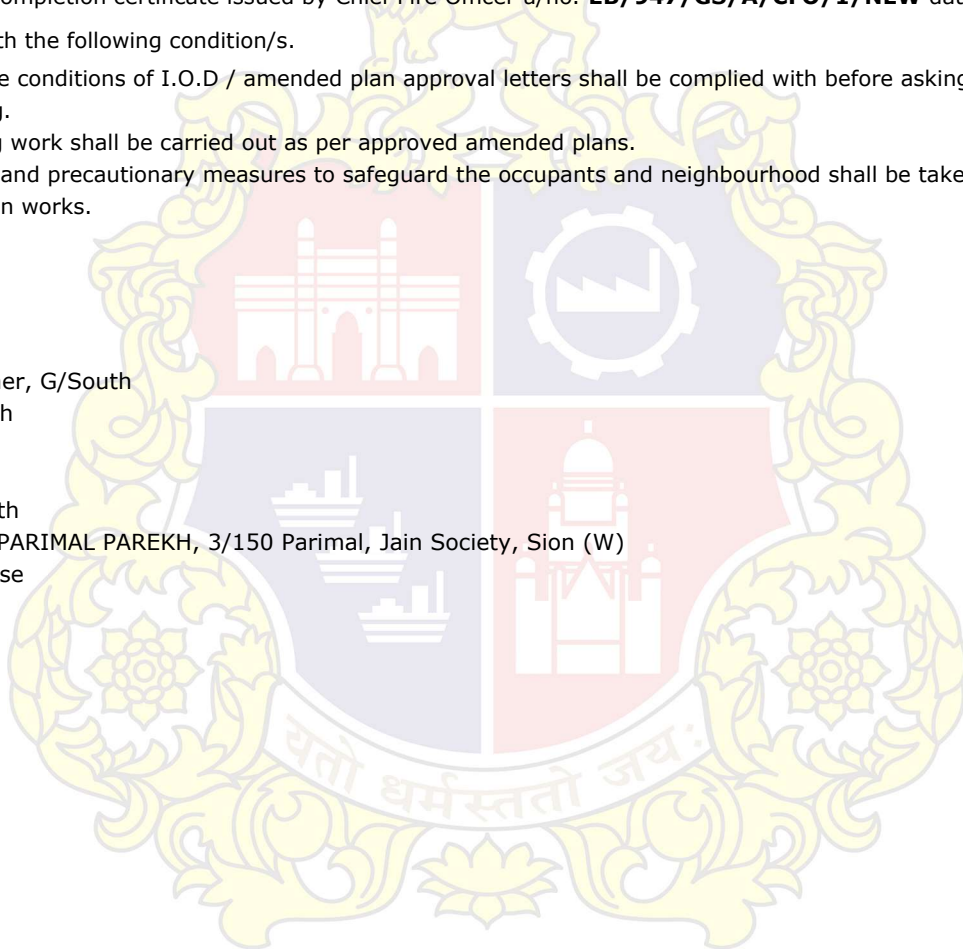 ompletion certificate issued by Chief Fire Officer u/no. EB/947/GS/A/CFO/1/NEW dat
th the following condition/s.
e conditions of I.O.D / amended plan approval letters shall be complied with before asking
g.
g work shall be carried out as per approved amended plans.
and precautionary measures to safeguard the occupants and neighbourhood shall be take
n works.
ner, G/South
h
th
PARIMAL PAREKH, 3/150 Parimal, Jain Society, Sion (W)
se
यतो धर्मस्ततो जय: